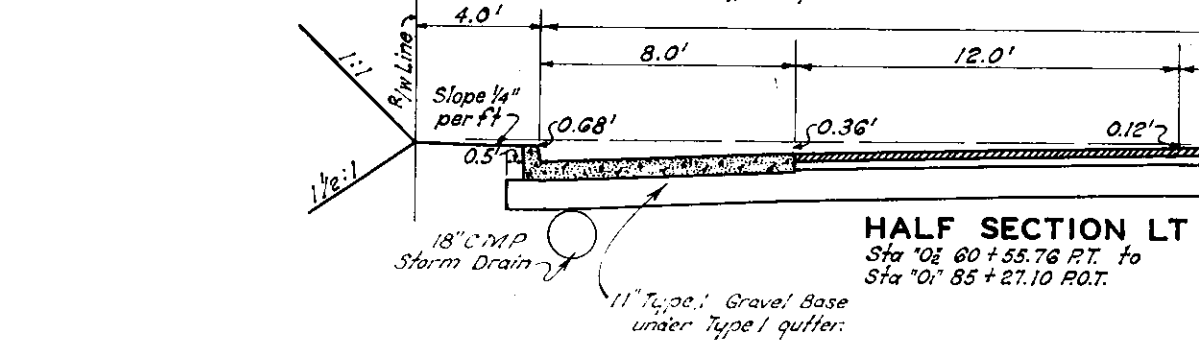 4.0'
8.0'
12.0'
1:1
R/W Line
Slope 1/4"
per ft
0.68'
0.36'
0.12'
0.5'
1 1/2:1
18" C.M.P
Storm Drain
HALF SECTION LT
Sta "O2" 60 + 55.76 P.T. to
Sta "O1" 85 + 27.10 P.O.T.
11" Type 1 Gravel Base
under Type 1 gutter.